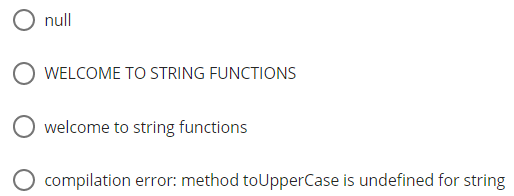 null
WELCOME TO STRING FUNCTIONS
welcome to string functions
compilation error: method toUpperCase is undefined for string